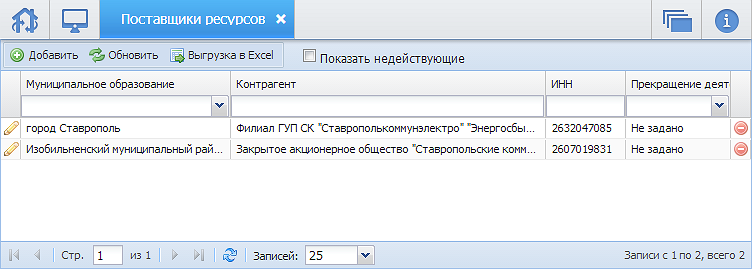 Поставщики ресурсов
Добавить Обновить Выгрузка в Excel Показать недействующие
Муниципальное образование Контрагент ИНН Прекращение деят
город Ставрополь Филиал ГУП СК "Ставрополькоммунэлектро" "Энергосбы... 2632047085 Не задано
Изобильненский муниципальный рай... Закрытое акционерное общество "Ставропольские комм... 2607019831 Не задано
Стр. 1 из 1 Записей: 25 Записи с 1 по 2, всего 2